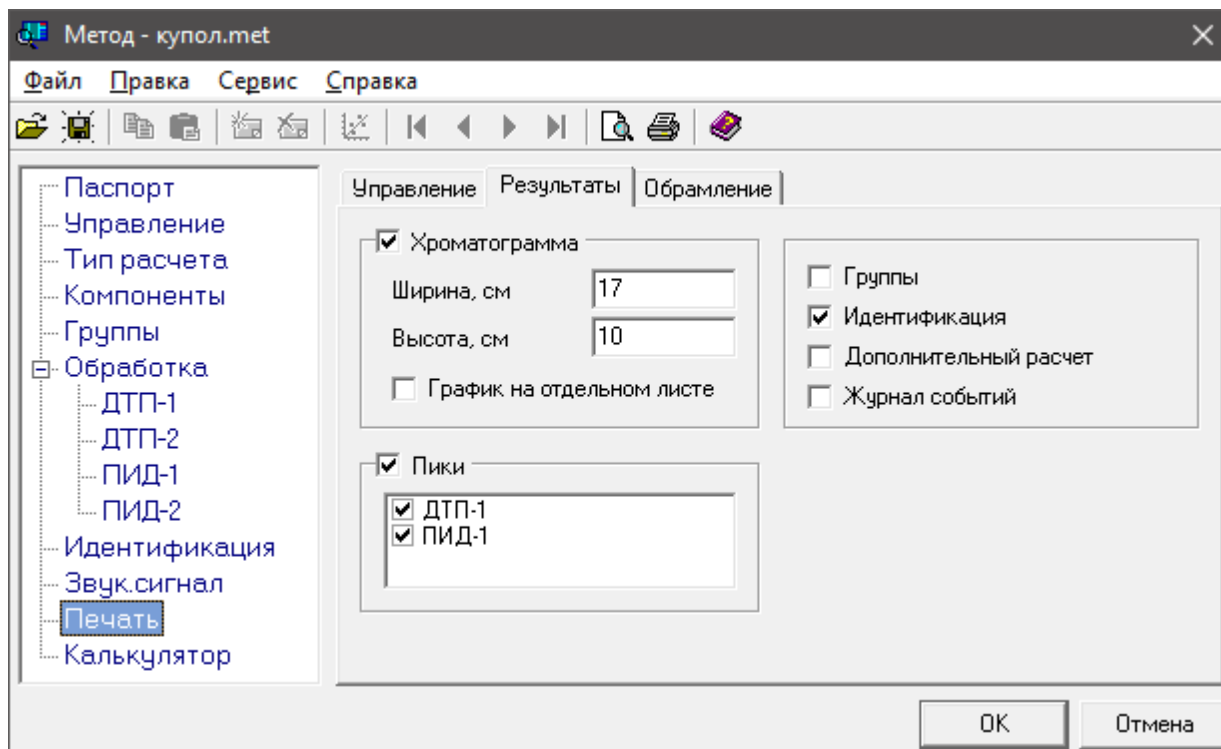 Метод - купол.met
Файл Правка Сервис Справка
Паспорт
Управление
Тип расчета
Компоненты
Группы
Обработка
ДТП-1
ДТП-2
ПИД-1
ПИД-2
Идентификация
Звук.сигнал
Печать
Калькулятор
Управление Результаты Обрамление
Хроматограмма
Ширина, см 17
Высота, см 10
График на отдельном листе
Группы
Идентификация
Дополнительный расчет
Журнал событий
Пики
ДТП-1
ПИД-1
OK Отмена